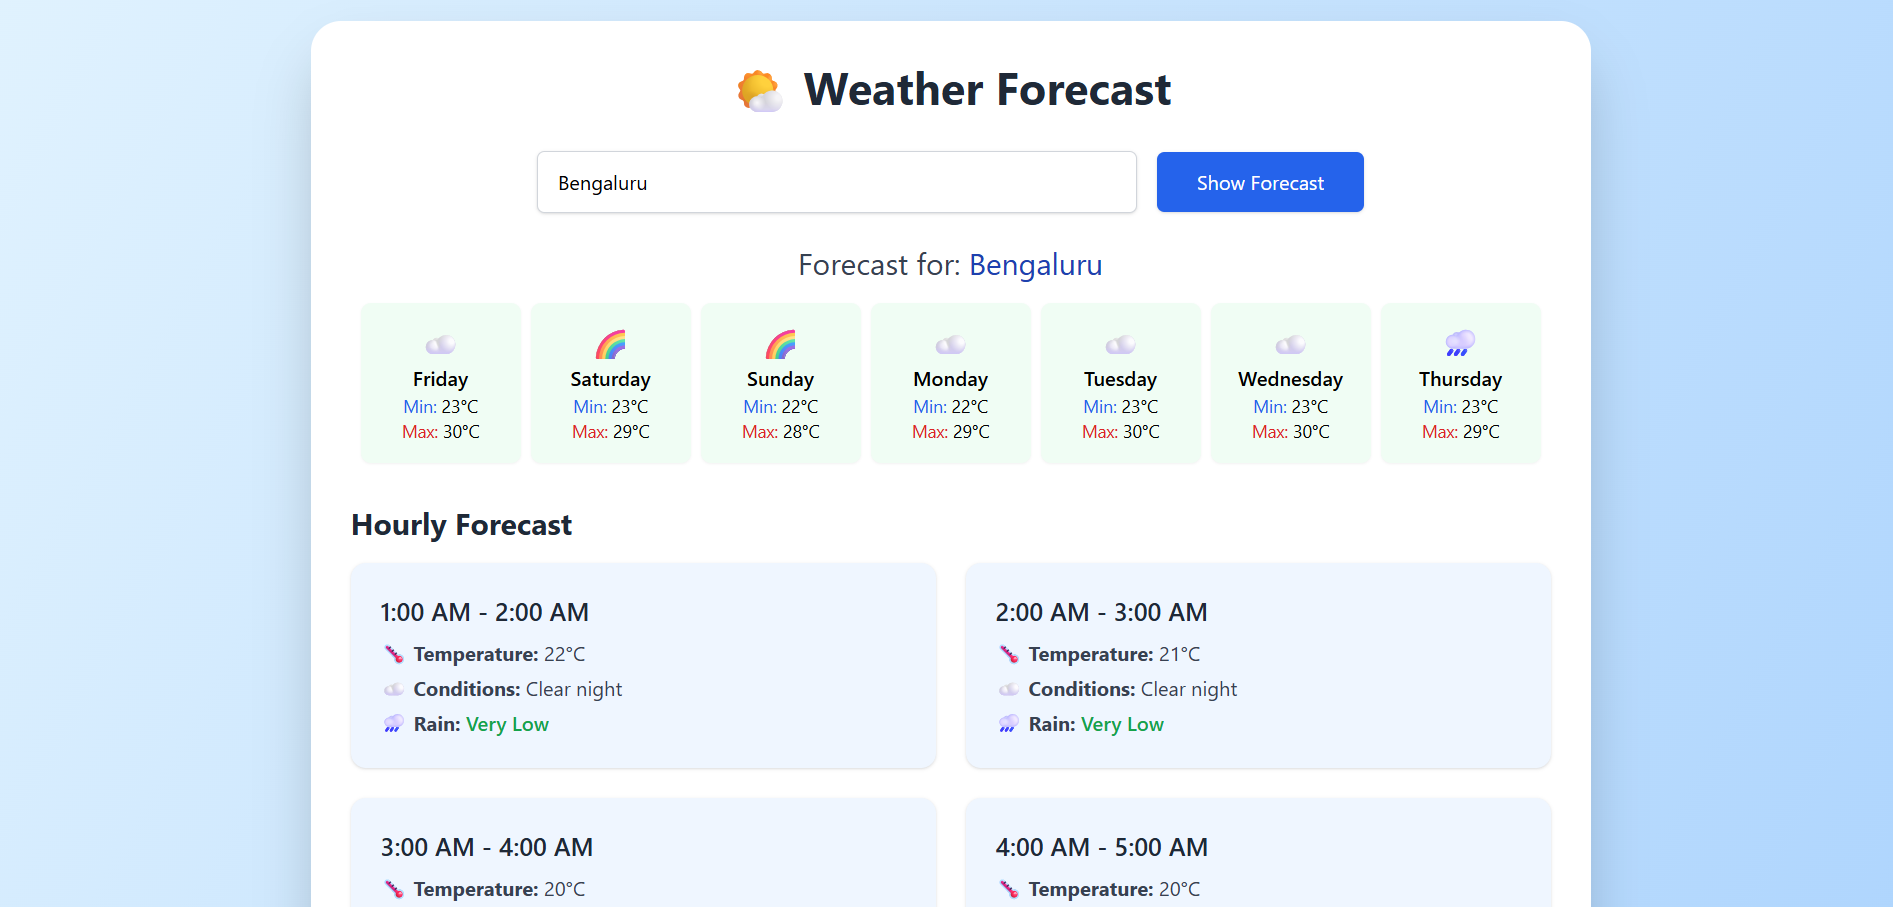 Weather Forecast
Bengaluru
Show Forecast
Forecast for: Bengaluru
Friday
Min: 23°C
Max: 30°C
Saturday
Min: 23°C
Max: 29°C
Sunday
Min: 22°C
Max: 28°C
Monday
Min: 22°C
Max: 29°C
Tuesday
Min: 23°C
Max: 30°C
Wednesday
Min: 23°C
Max: 30°C
Thursday
Min: 23°C
Max: 29°C
Hourly Forecast
1:00 AM - 2:00 AM
Temperature: 22°C
Conditions: Clear night
Rain: Very Low
2:00 AM - 3:00 AM
Temperature: 21°C
Conditions: Clear night
Rain: Very Low
3:00 AM - 4:00 AM
Temperature: 20°C
4:00 AM - 5:00 AM
Temperature: 20°C